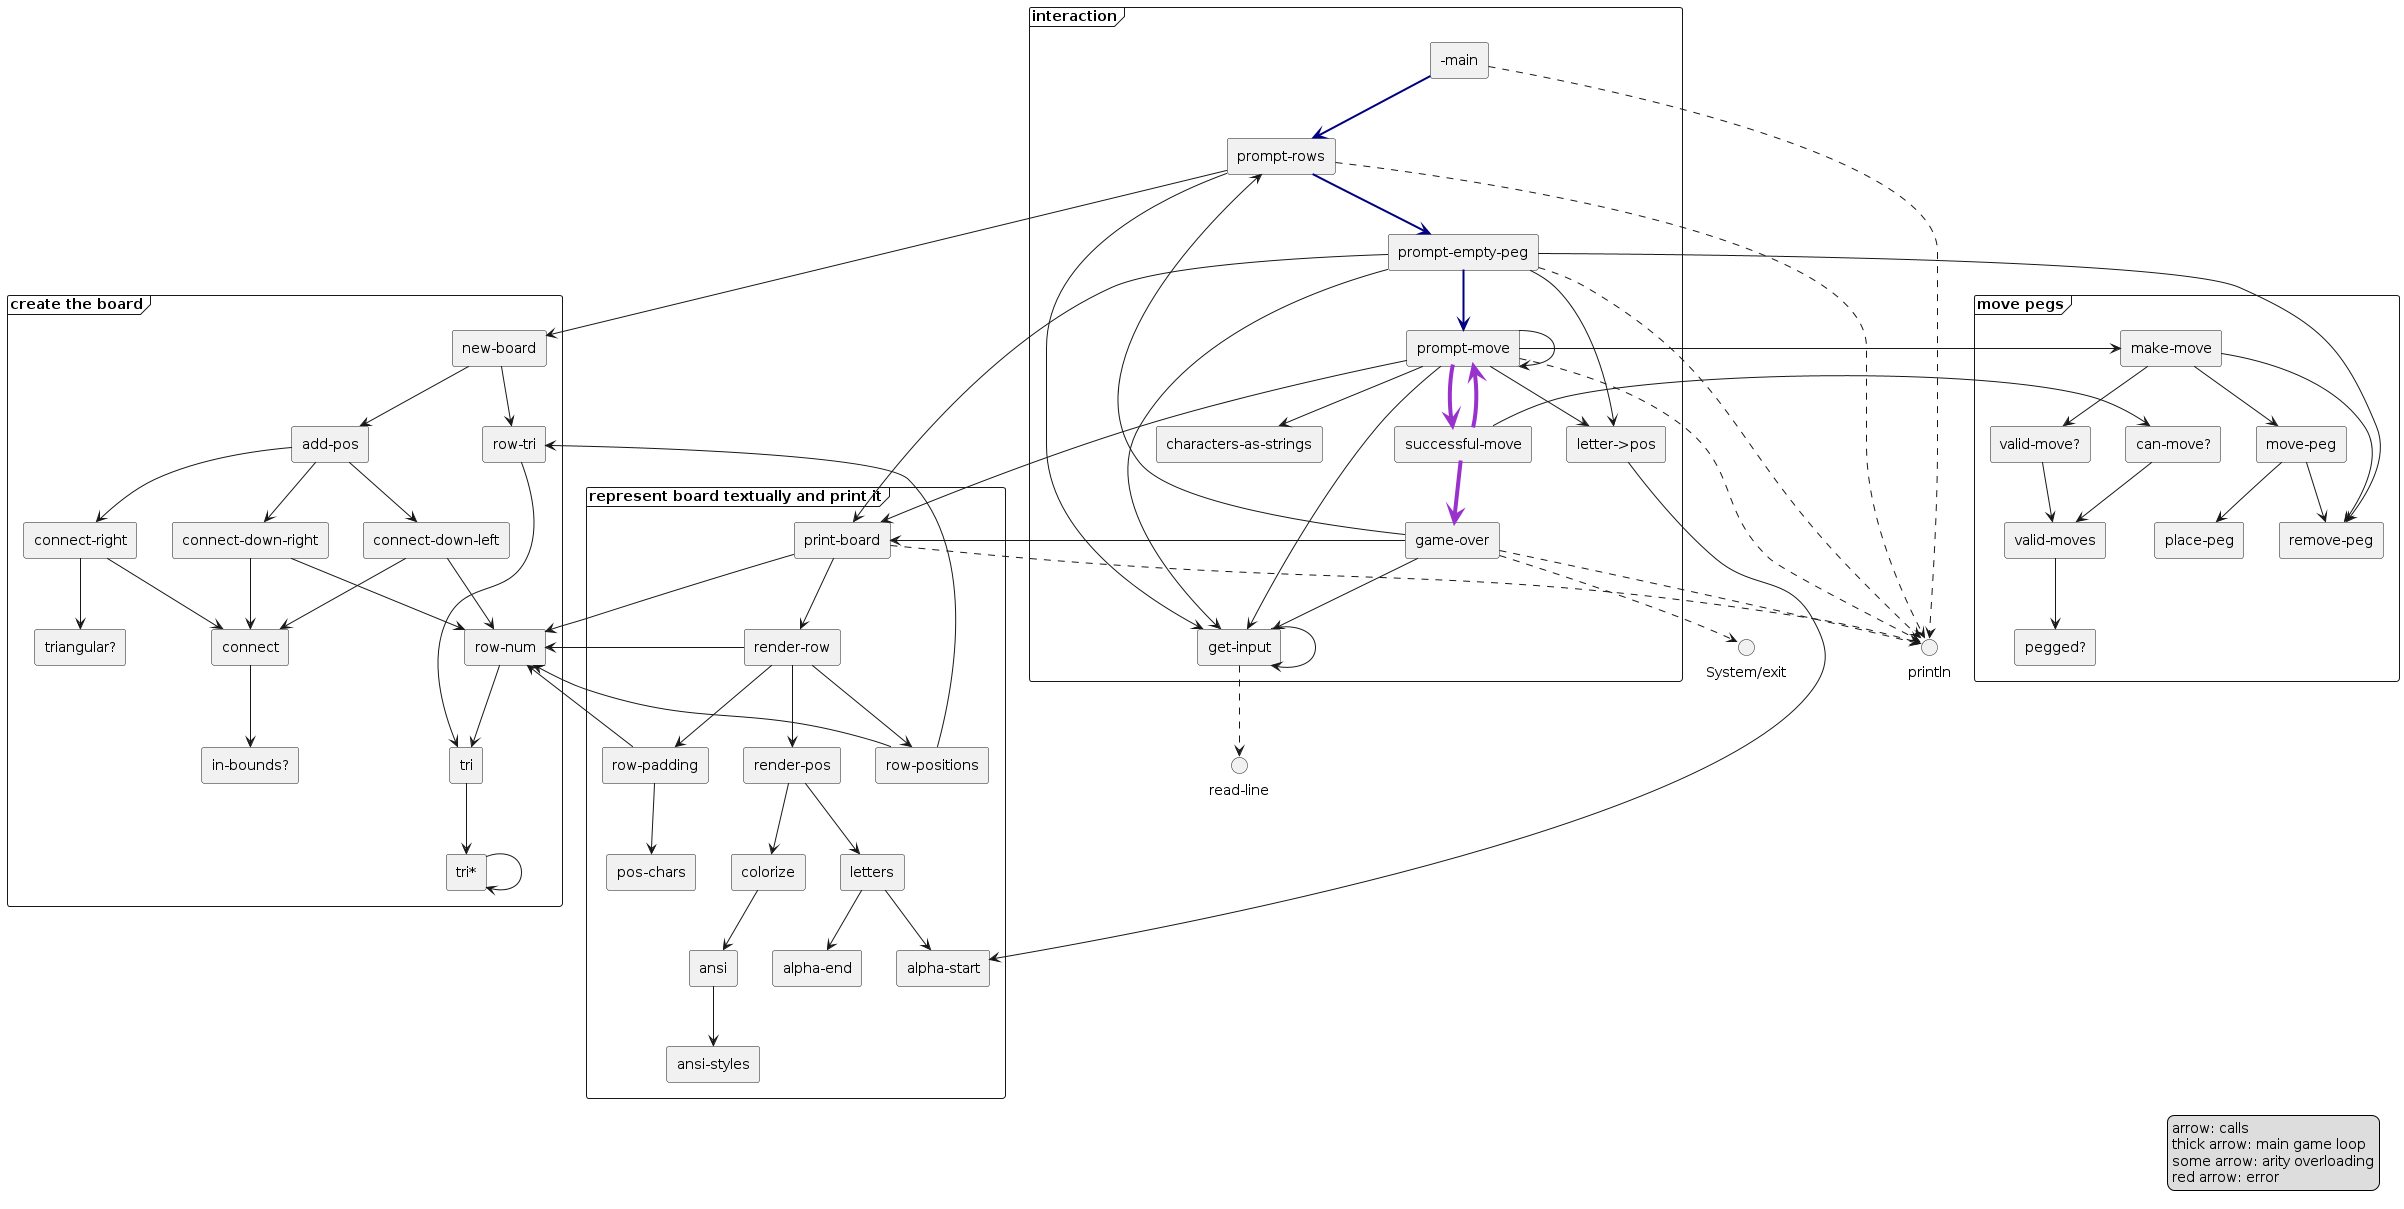 interaction
-main
prompt-rows
prompt-empty-peg
create the board
move pegs
new-board
prompt-move
make-move
add-pos
row-tri
characters-as-strings
successful-move
letter->pos
valid-move?
can-move?
move-peg
represent board textually and print it
connect-right
connect-down-right
connect-down-left
print-board
game-over
valid-moves
place-peg
remove-peg
triangular?
connect
row-num
render-row
get-input
System/exit
println
pegged?
in-bounds?
tri
row-padding
render-pos
row-positions
read-line
tri*
pos-chars
colorize
letters
ansi
alpha-end
alpha-start
ansi-styles
arrow: calls
thick arrow: main game loop
some arrow: arity overloading
red arrow: error